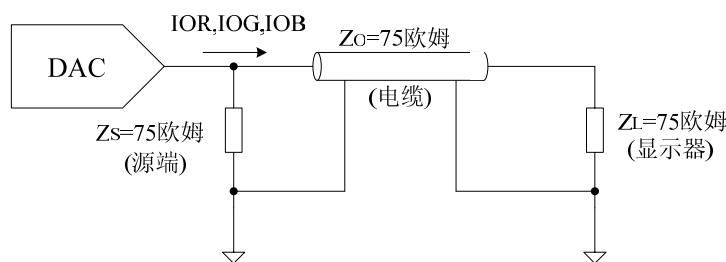 IOR,IOG,IOB
DAC
ZO=75欧姆
(电缆)
ZS=75欧姆
(源端)
ZL=75欧姆
(显示器)